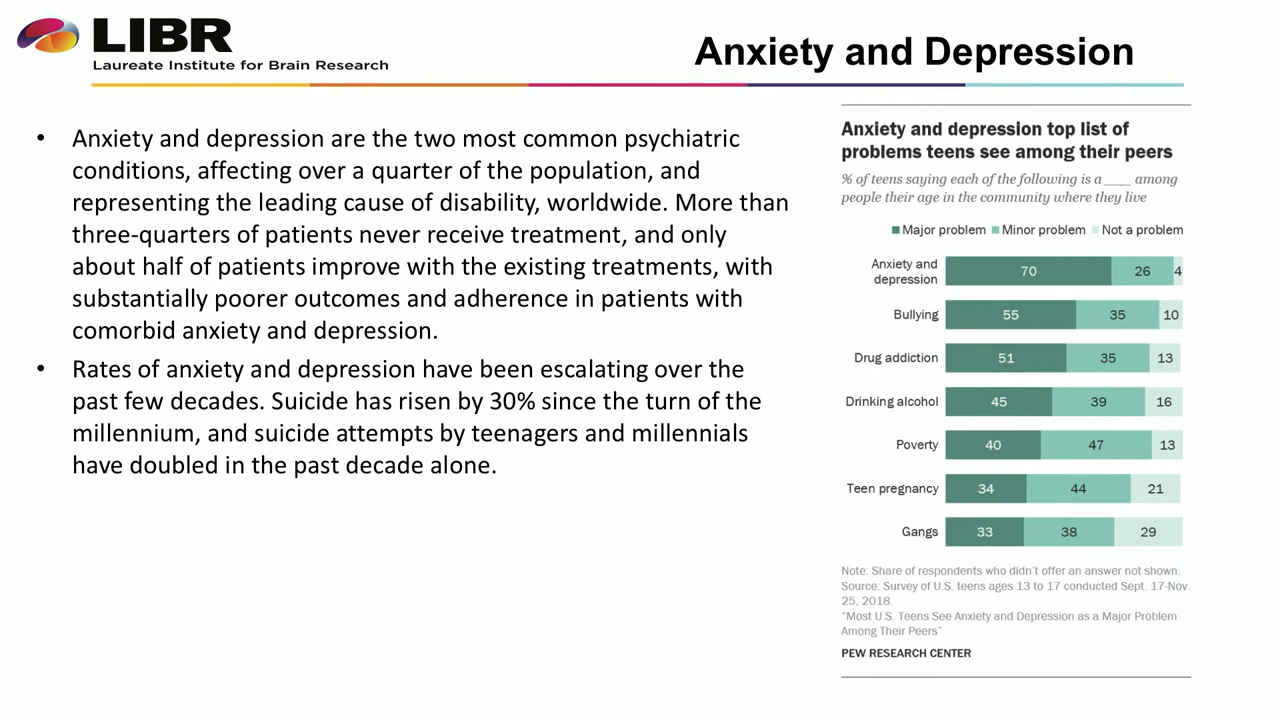 LIBR
Laureate Institute for Brain Research
Anxiety and Depression
• Anxiety and depression are the two most common psychiatric
conditions, affecting over a quarter of the population, and
representing the leading cause of disability, worldwide. More than
three-quarters of patients never receive treatment, and only
about half of patients improve with the existing treatments, with
substantially poorer outcomes and adherence in patients with
comorbid anxiety and depression.
• Rates of anxiety and depression have been escalating over the
past few decades. Suicide has risen by 30% since the turn of the
millennium, and suicide attempts by teenagers and millennials
have doubled in the past decade alone.
Anxiety and depression top list of
problems teens see among their peers
% of teens saying each of the following is a ___ among
people their age in the community where they live
Major problem Minor problem Not a problem
Anxiety and
depression 70 26 4
Bullying 55 35 10
Drug addiction 51 35 13
Drinking alcohol 45 39 16
Poverty 40 47 13
Teen pregnancy 34 44 21
Gangs 33 38 29
Note: Share of respondents who didn't offer an answer not shown.
Source: Survey of U.S. teens ages 13 to 17 conducted Sept. 17-Nov.
25, 2018.
"Most U.S. Teens See Anxiety and Depression as a Major Problem
Among Their Peers"
PEW RESEARCH CENTER